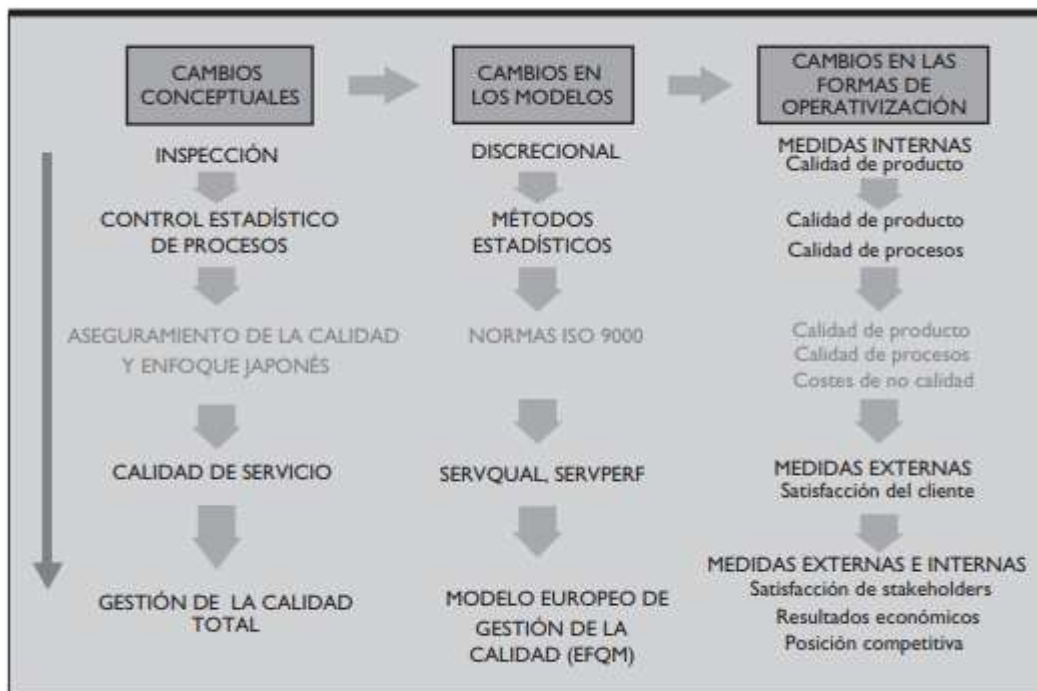 CAMBIOS
CONCEPTUALES
CAMBIOS EN
LOS MODELOS
CAMBIOS EN LAS
FORMAS DE
OPERATIVIZACIÓN
INSPECCIÓN
DISCRECIONAL
MEDIDAS INTERNAS
Calidad de producto
CONTROL ESTADÍSTICO
DE PROCESOS
MÉTODOS
ESTADÍSTICOS
Calidad de producto
Calidad de procesos
ASEGURAMIENTO DE LA CALIDAD
Y ENFOQUE JAPONÉS
NORMAS ISO 9000
Calidad de producto
Calidad de procesos
Costes de no calidad
CALIDAD DE SERVICIO
SERVQUAL, SERVPERF
MEDIDAS EXTERNAS
Satisfacción del cliente
GESTIÓN DE LA CALIDAD
TOTAL
MODELO EUROPEO DE
GESTIÓN DE LA
CALIDAD (EFQM)
MEDIDAS EXTERNAS E INTERNAS
Satisfacción de stakeholders
Resultados económicos
Posición competitiva